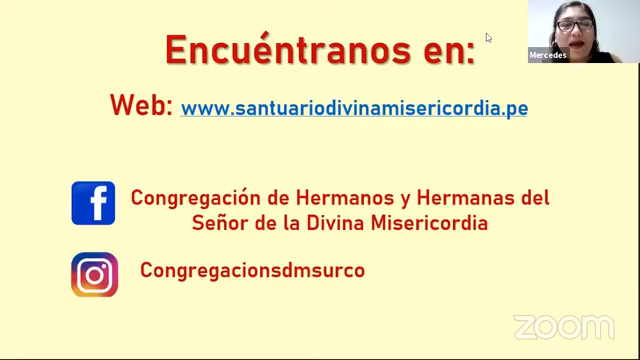 Encuéntranos en:
Mercedes
Web: www.santuariodivinamisericordia.pe
Congregación de Hermanos y Hermanas del
Señor de la Divina Misericordia
Congregacionsdmsurco
zoom